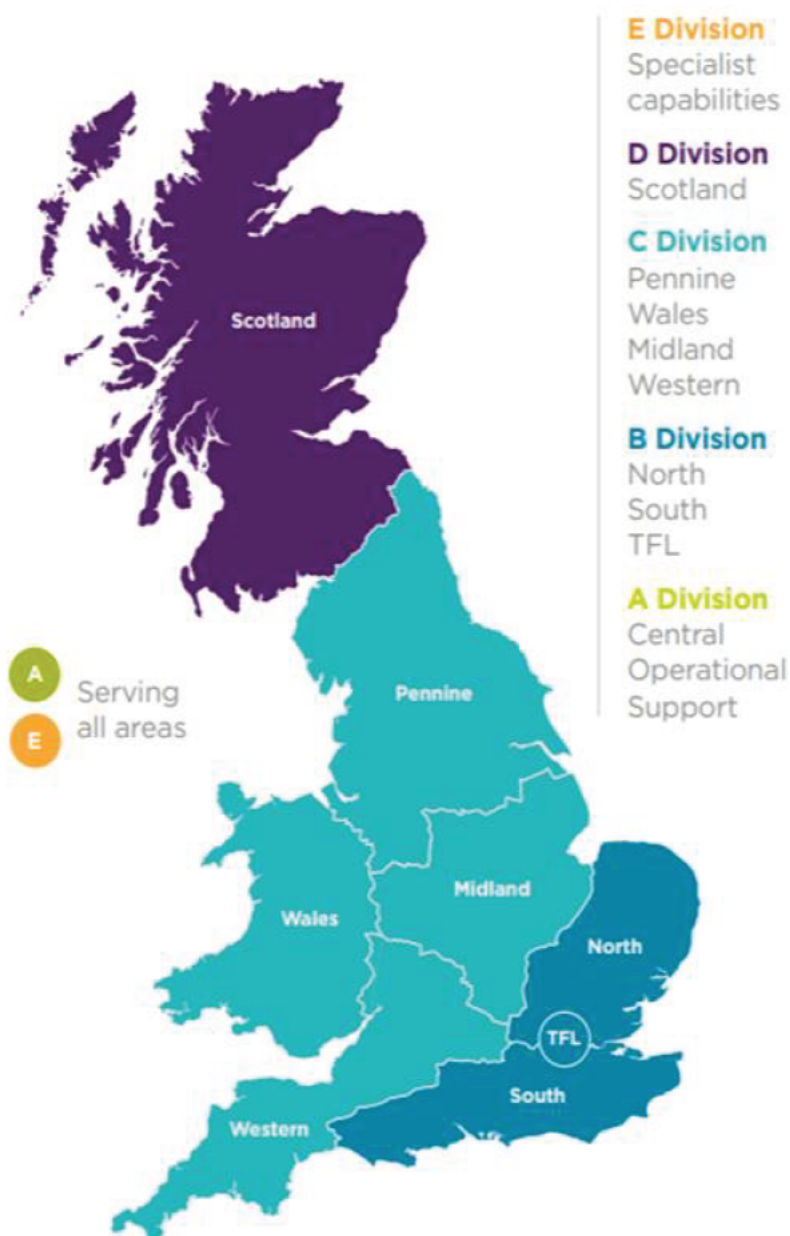 E Division
Specialist
capabilities
D Division
Scotland
C Division
Pennine
Wales
Midland
Western
B Division
North
South
TFL
A Division
Central
Operational
Support
Scotland
Pennine
A
E
Serving
all areas
Midland
Wales
North
TFL
South
Western